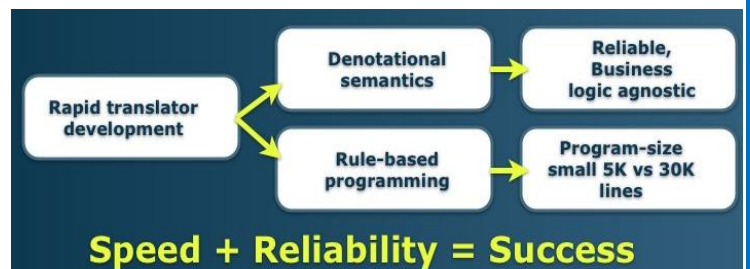 Rapid translator
development
Denotational
semantics
Reliable,
Business
logic agnostic
Rule-based
programming
Program-size
small 5K vs 30K
lines
Speed + Reliability = Success